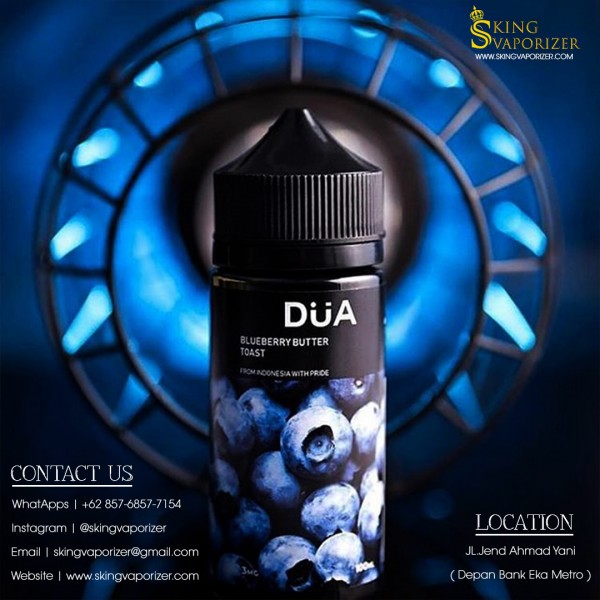 SKING
VAPORIZER
WWW.SKINGVAPORIZER.COM
DüA
BLUEBERRY BUTTER
TOAST
FROM INDONESIA WITH PRIDE
3MG
100ML
CONTACT US
WhatApps | +62 857-6857-7154
Instagram | @skingvaporizer
Email | skingvaporizer@gmail.com
Website | www.skingvaporizer.com
LOCATION
JL.Jend Ahmad Yani
( Depan Bank Eka Metro )